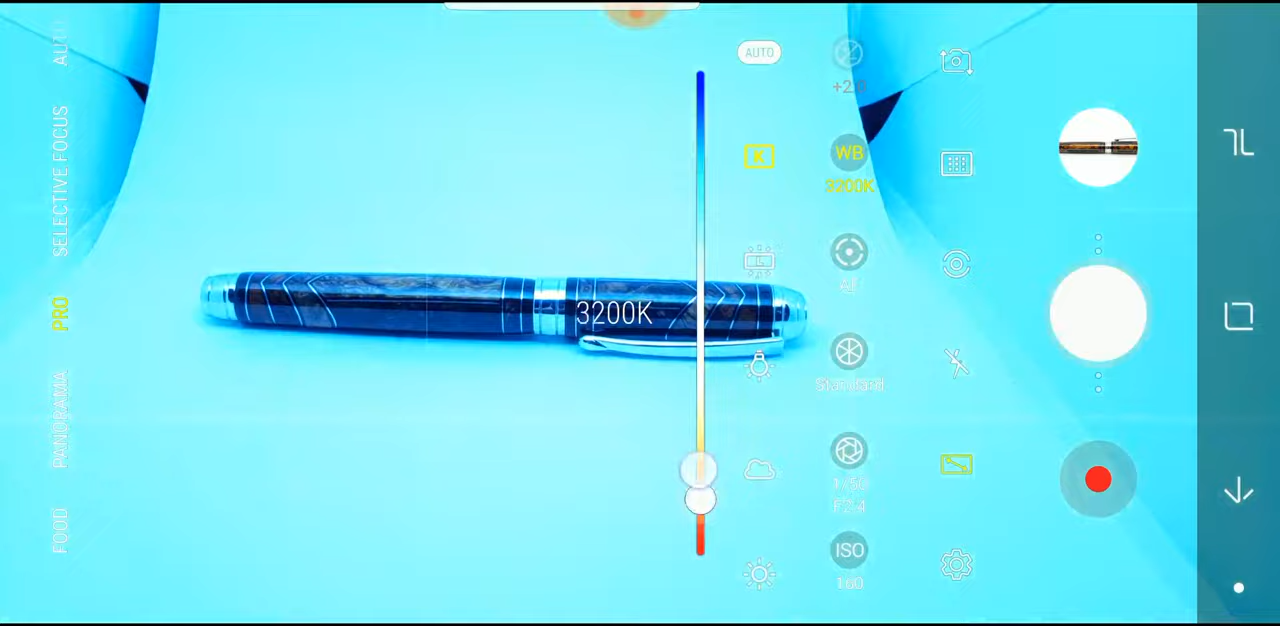 AUTO
SELECTIVE FOCUS
PRO
PANORAMA
FOOD
3200K
AUTO
K
+2.0
WB
3200K
AF
Standard
1/50
F2.4
ISO
160